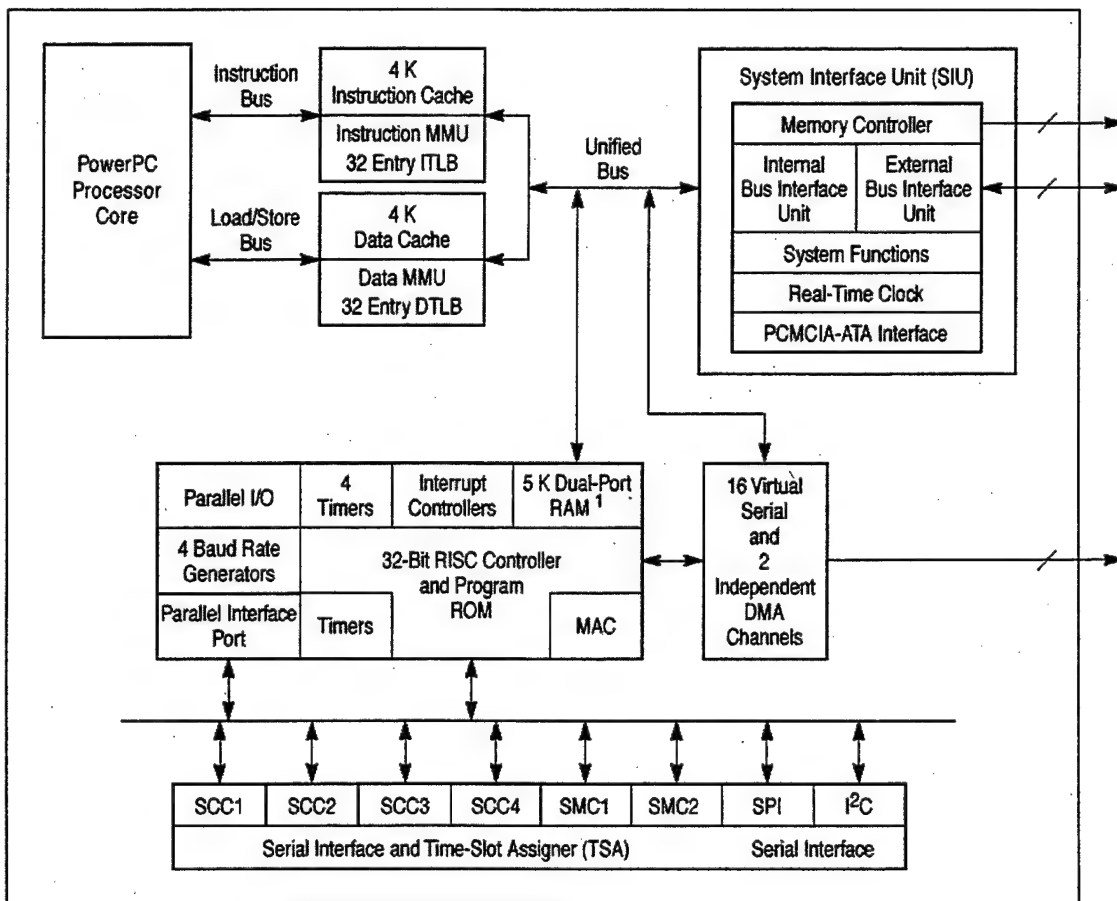 PowerPC
Processor
Core
Instruction
Bus
Load/Store
Bus
4 K
Instruction Cache
Instruction MMU
32 Entry ITLB
4 K
Data Cache
Data MMU
32 Entry DTLB
Unified
Bus
System Interface Unit (SIU)
Memory Controller
Internal
Bus Interface
Unit
External
Bus Interface
Unit
System Functions
Real-Time Clock
PCMCIA-ATA Interface
Parallel I/O
4
Timers
Interrupt
Controllers
5 K Dual-Port
RAM 1
4 Baud Rate
Generators
32-Bit RISC Controller
and Program
ROM
Parallel Interface
Port
Timers
MAC
16 Virtual
Serial
and
2
Independent
DMA
Channels
SCC1
SCC2
SCC3
SCC4
SMC1
SMC2
SPI
I2C
Serial Interface and Time-Slot Assigner (TSA)
Serial Interface